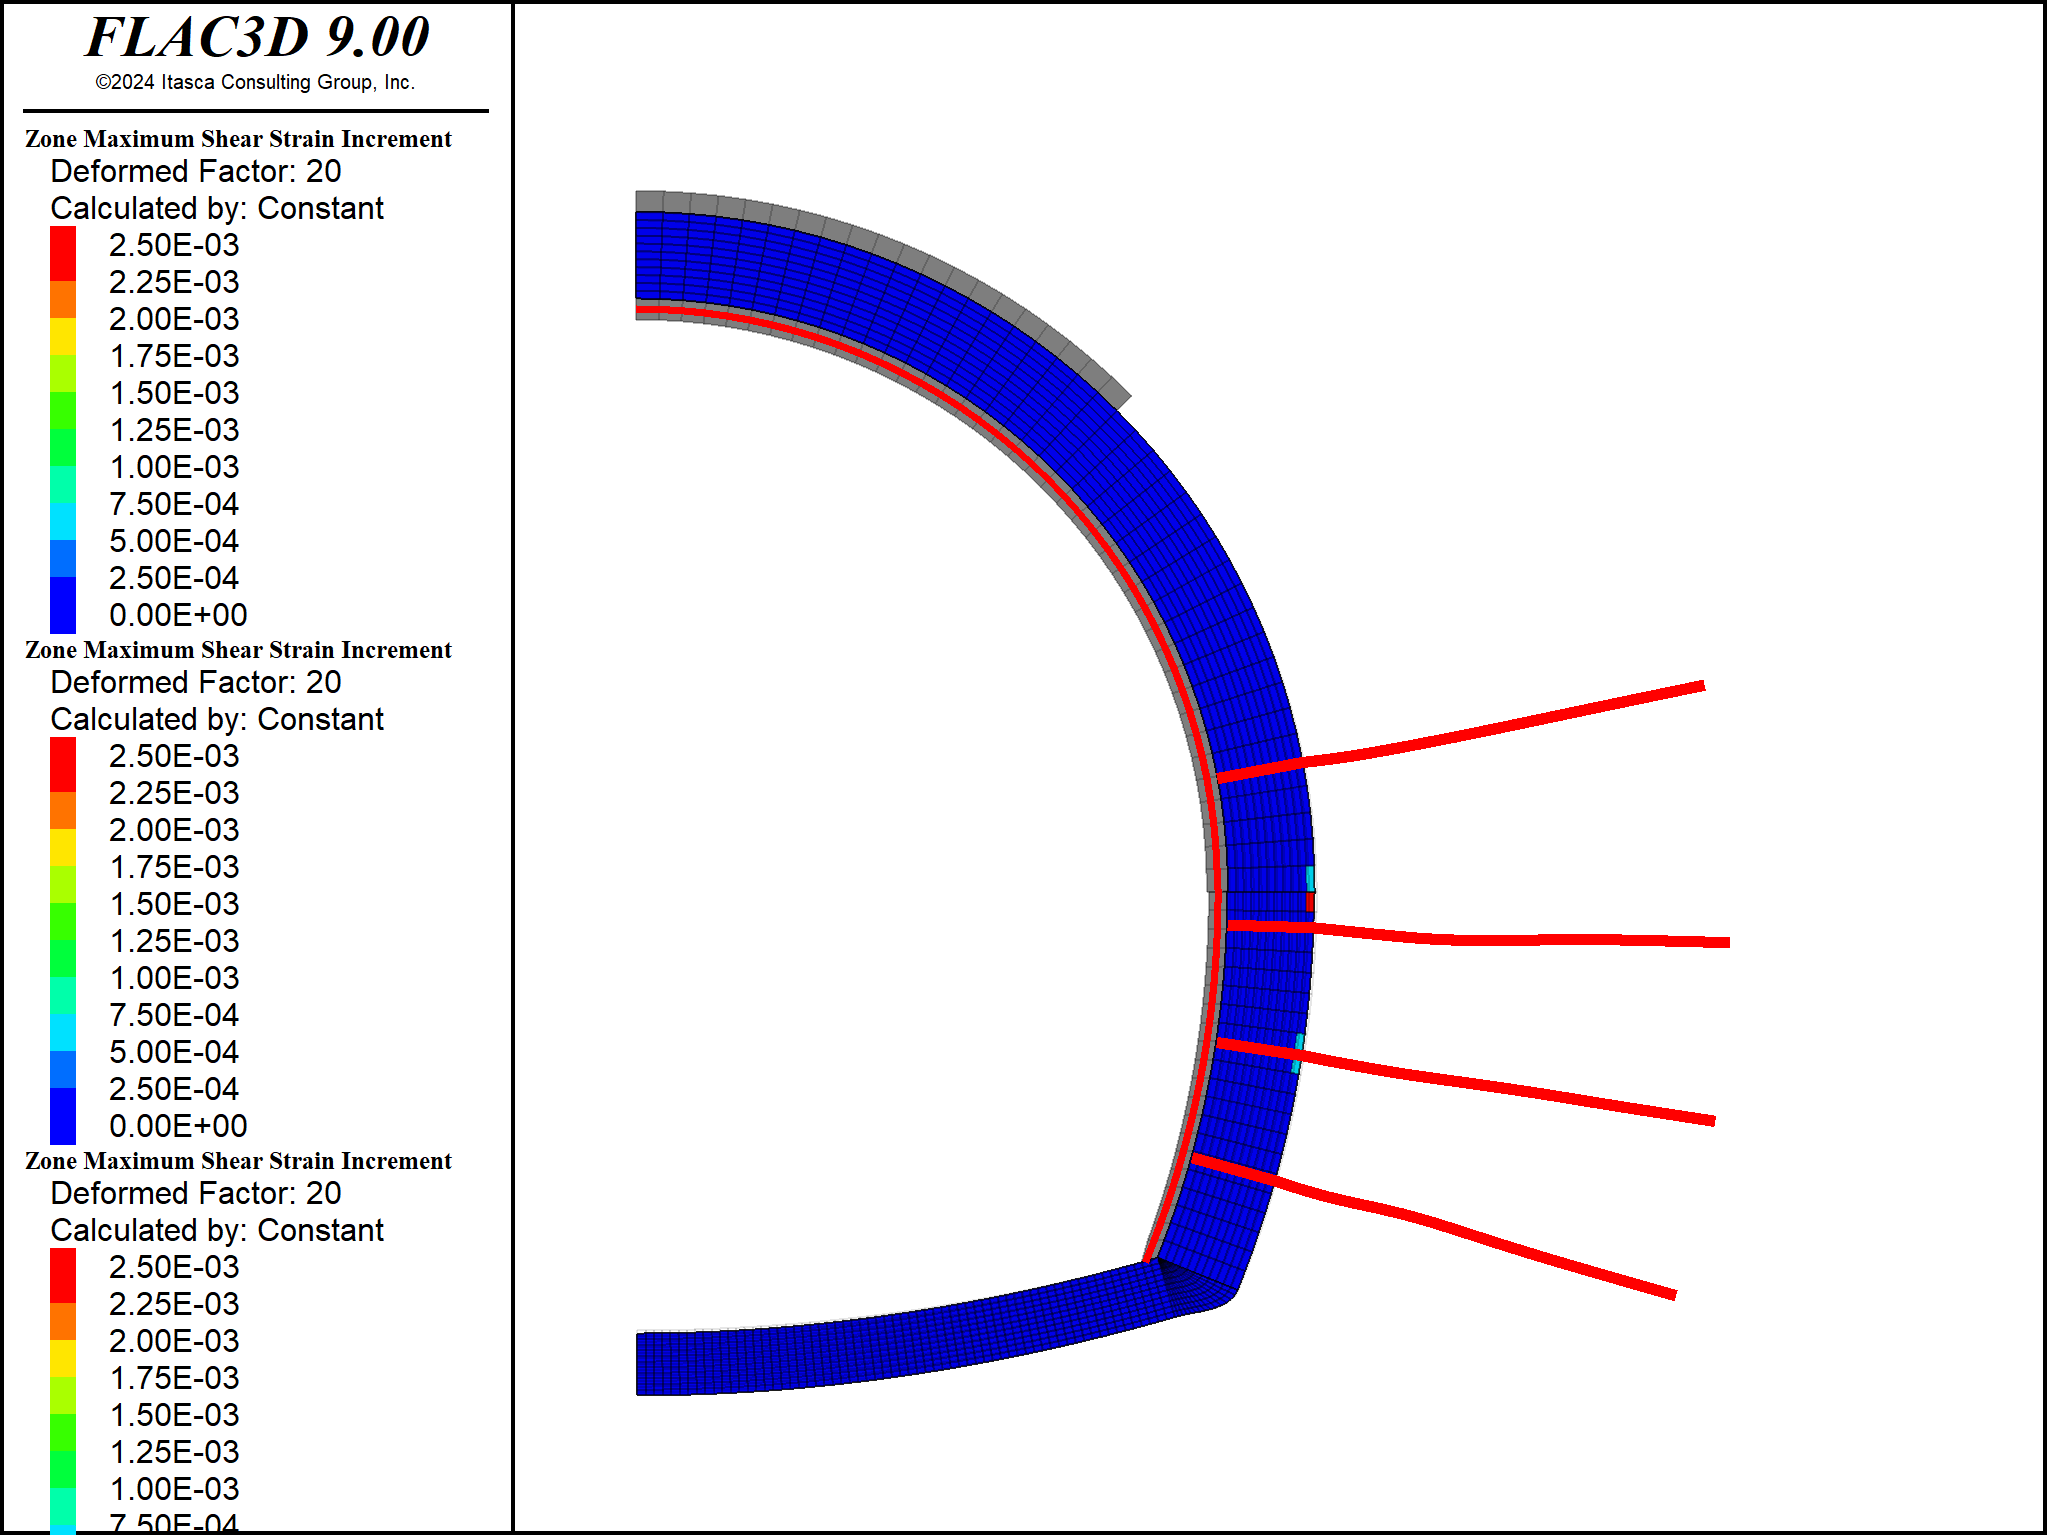 FLAC3D 9.00
©2024 Itasca Consulting Group, Inc.
Zone Maximum Shear Strain Increment
Deformed Factor: 20
Calculated by: Constant
2.50E-03
2.25E-03
2.00E-03
1.75E-03
1.50E-03
1.25E-03
1.00E-03
7.50E-04
5.00E-04
2.50E-04
0.00E+00
Zone Maximum Shear Strain Increment
Deformed Factor: 20
Calculated by: Constant
2.50E-03
2.25E-03
2.00E-03
1.75E-03
1.50E-03
1.25E-03
1.00E-03
7.50E-04
5.00E-04
2.50E-04
0.00E+00
Zone Maximum Shear Strain Increment
Deformed Factor: 20
Calculated by: Constant
2.50E-03
2.25E-03
2.00E-03
1.75E-03
1.50E-03
1.25E-03
1.00E-03
7.50E-04